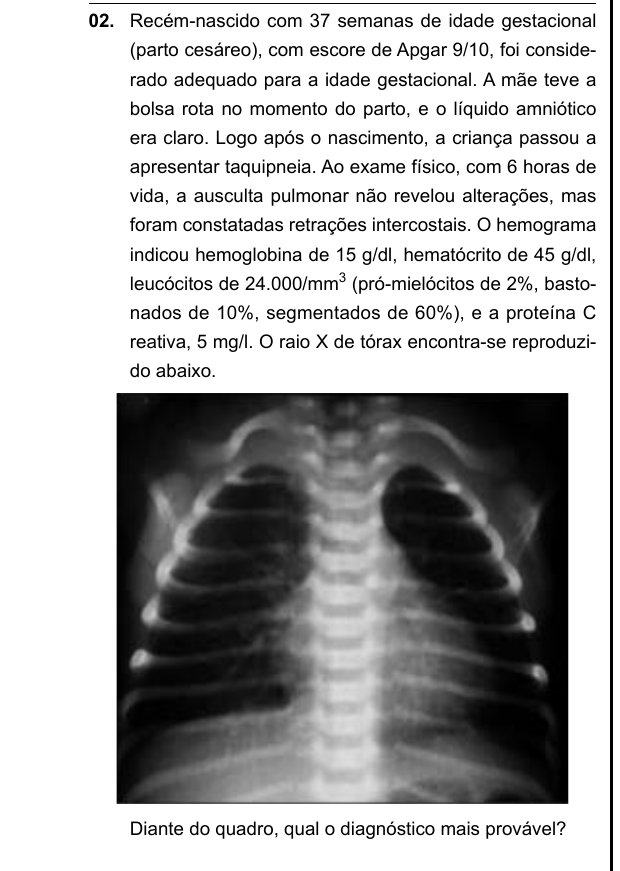 02. Recém-nascido com 37 semanas de idade gestacional
(parto cesáreo), com escore de Apgar 9/10, foi conside-
rado adequado para a idade gestacional. A mãe teve a
bolsa rota no momento do parto, e o líquido amniótico
era claro. Logo após o nascimento, a criança passou a
apresentar taquipneia. Ao exame físico, com 6 horas de
vida, a ausculta pulmonar não revelou alterações, mas
foram constatadas retrações intercostais. O hemograma
indicou hemoglobina de 15 g/dl, hematócrito de 45 g/dl,
leucócitos de 24.000/mm³ (pró-mielócitos de 2%, basto-
nados de 10%, segmentados de 60%), e a proteína C
reativa, 5 mg/l. O raio X de tórax encontra-se reproduzi-
do abaixo.
Diante do quadro, qual o diagnóstico mais provável?